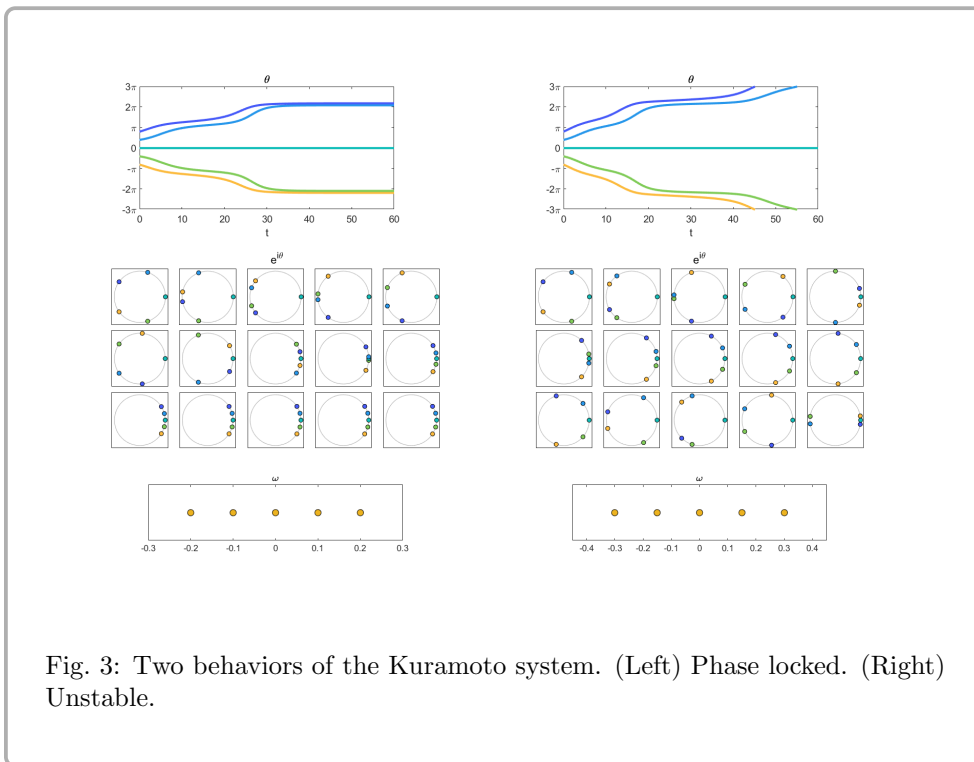 θ
3π
2π
π
0
-π
-2π
-3π
0 10 20 30 40 50 60
t
e^{iθ}
ω
-0.3 -0.2 -0.1 0 0.1 0.2 0.3
θ
3π
2π
π
0
-π
-2π
-3π
0 10 20 30 40 50 60
t
e^{iθ}
ω
-0.4 -0.3 -0.2 -0.1 0 0.1 0.2 0.3 0.4
Fig. 3: Two behaviors of the Kuramoto system. (Left) Phase locked. (Right)
Unstable.